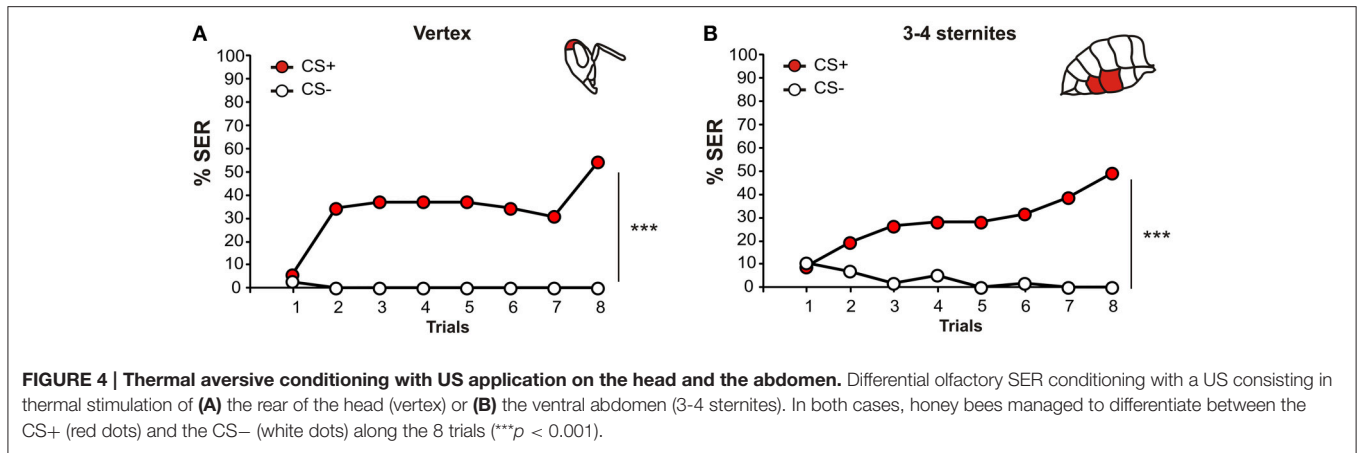 A
Vertex
100
90
80
70
60
50
40
30
20
10
0
% SER
CS+
CS-
***
1 2 3 4 5 6 7 8
Trials
B
3-4 sternites
100
90
80
70
60
50
40
30
20
10
0
% SER
CS+
CS-
***
1 2 3 4 5 6 7 8
Trials
FIGURE 4 | Thermal aversive conditioning with US application on the head and the abdomen. Differential olfactory SER conditioning with a US consisting in
thermal stimulation of (A) the rear of the head (vertex) or (B) the ventral abdomen (3-4 sternites). In both cases, honey bees managed to differentiate between the
CS+ (red dots) and the CS− (white dots) along the 8 trials (***p < 0.001).